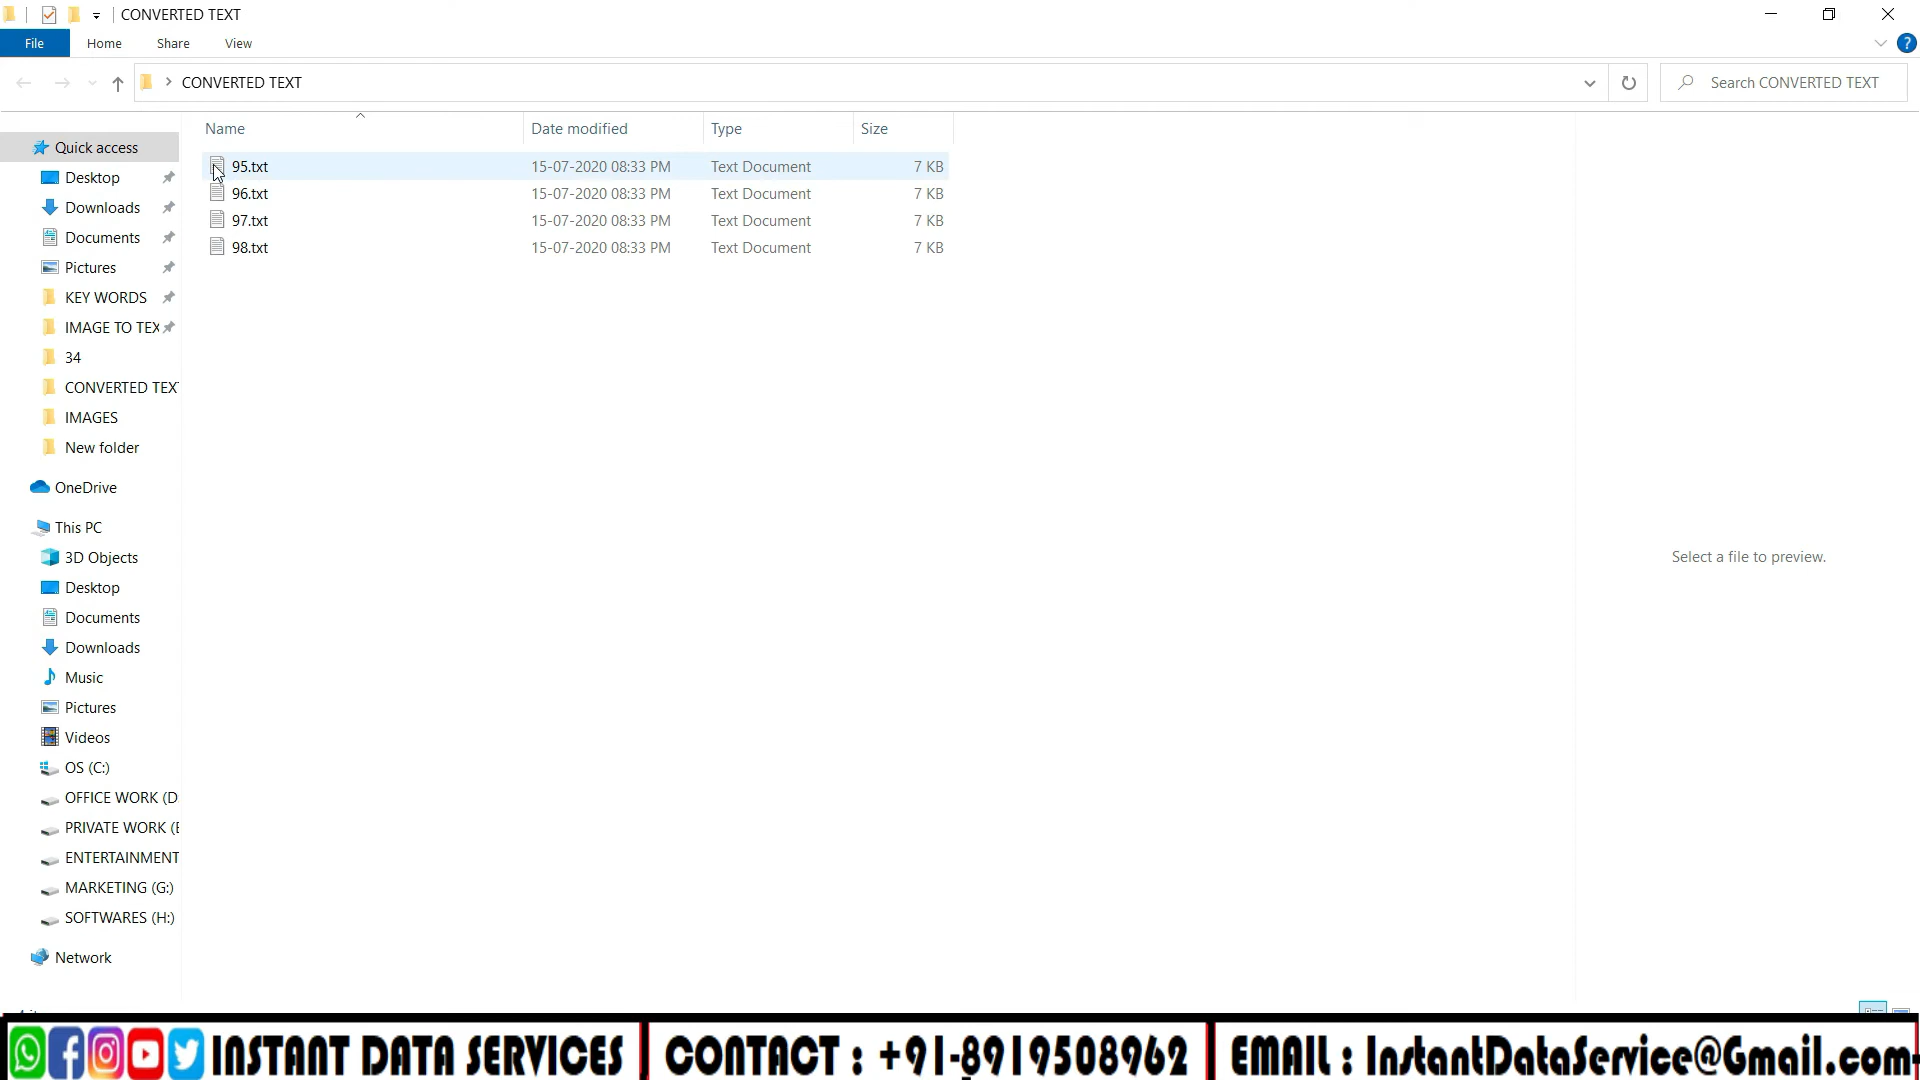 CONVERTED TEXT
File Home Share View
CONVERTED TEXT
Search CONVERTED TEXT
Name Date modified Type Size
95.txt 15-07-2020 08:33 PM Text Document 7 KB
96.txt 15-07-2020 08:33 PM Text Document 7 KB
97.txt 15-07-2020 08:33 PM Text Document 7 KB
98.txt 15-07-2020 08:33 PM Text Document 7 KB
Quick access
Desktop
Downloads
Documents
Pictures
KEY WORDS
IMAGE TO TEX
34
CONVERTED TEXT
IMAGES
New folder
OneDrive
This PC
3D Objects
Desktop
Documents
Downloads
Music
Pictures
Videos
OS (C:)
OFFICE WORK (D
PRIVATE WORK (E
ENTERTAINMENT
MARKETING (G:)
SOFTWARES (H:)
Network
Select a file to preview.
INSTANT DATA SERVICES CONTACT : +91-8919508962 EMAIL : InstantDataService@Gmail.com